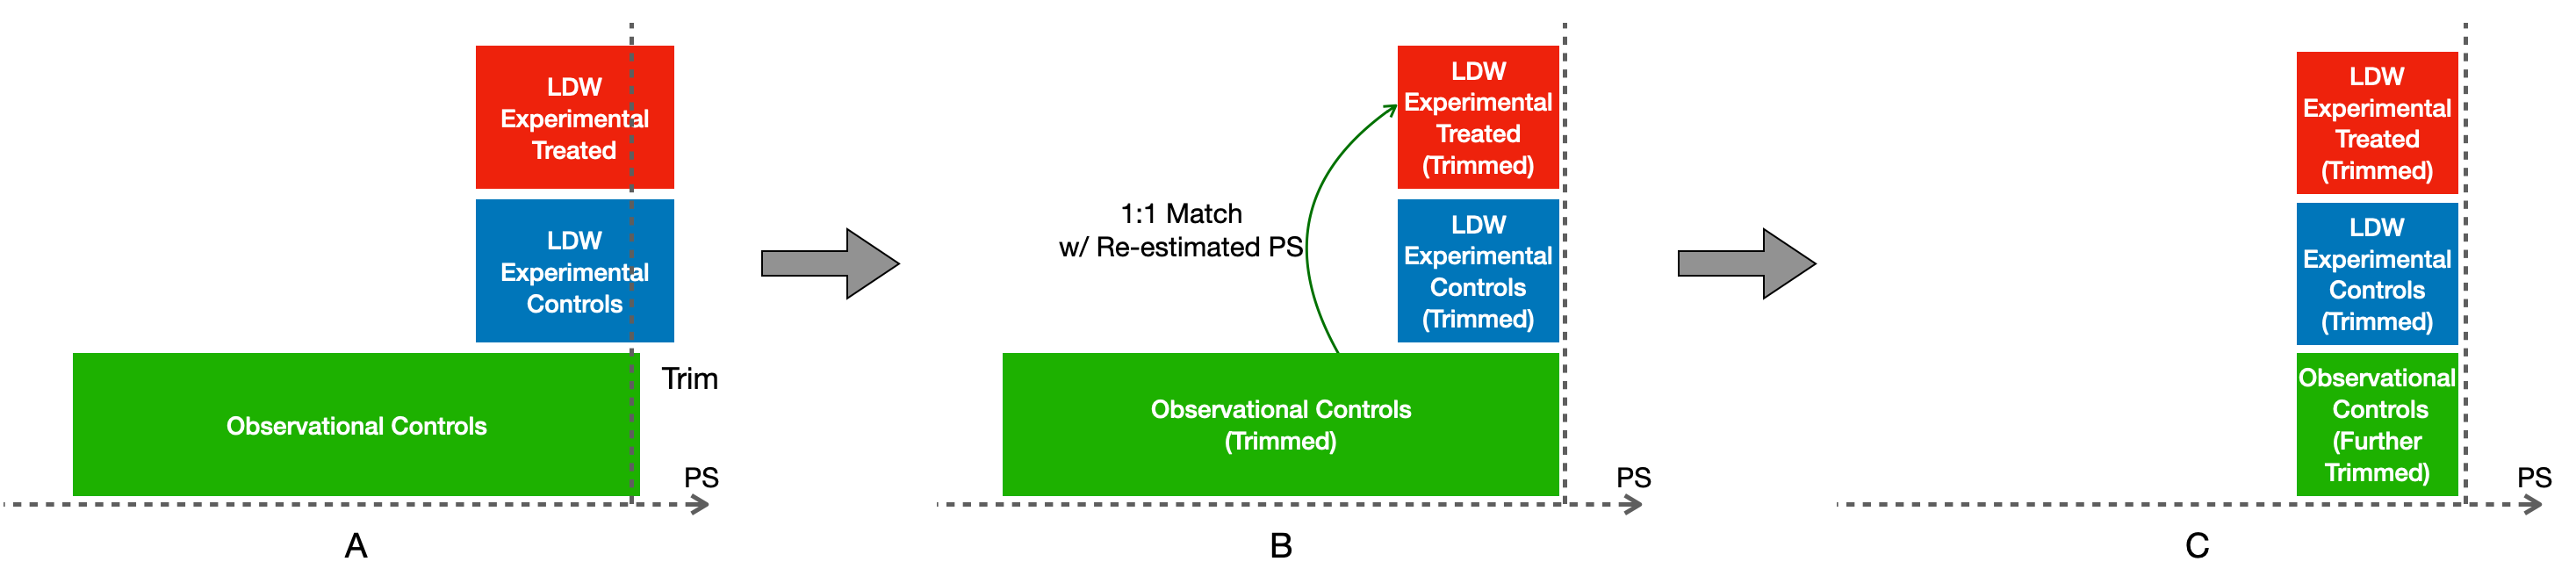 LDW
Experimental
Treated
LDW
Experimental
Controls
Observational Controls
Trim
PS
A
1:1 Match
w/ Re-estimated PS
LDW
Experimental
Treated
(Trimmed)
LDW
Experimental
Controls
(Trimmed)
Observational Controls
(Trimmed)
PS
B
LDW
Experimental
Treated
(Trimmed)
LDW
Experimental
Controls
(Trimmed)
Observational
Controls
(Further
Trimmed)
PS
C